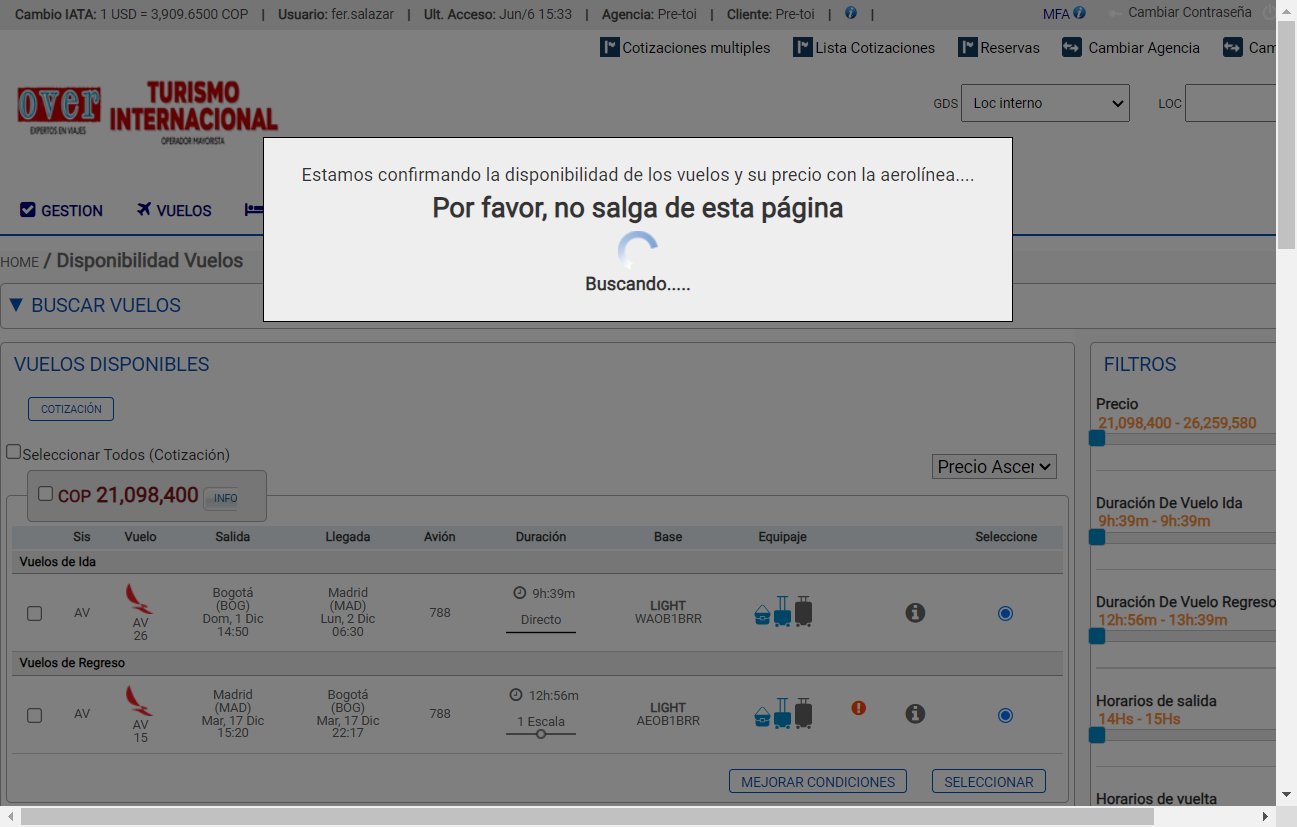 Cambio IATA: 1 USD = 3,909.6500 COP | Usuario: fer.salazar | Ult. Acceso: Jun/6 15:33 | Agencia: Pre-toi | Cliente: Pre-toi | |
MFA Cambiar Contraseña
Cotizaciones multiples Lista Cotizaciones Reservas Cambiar Agencia Cam
over
EXPERTOS EN VIAJES
TURISMO
INTERNACIONAL
OPERADOR MAYORISTA
GDS Loc interno LOC
Estamos confirmando la disponibilidad de los vuelos y su precio con la aerolínea....
Por favor, no salga de esta página
Buscando.....
GESTION VUELOS
HOME / Disponibilidad Vuelos
▼ BUSCAR VUELOS
VUELOS DISPONIBLES
COTIZACIÓN
Seleccionar Todos (Cotización)
Precio Ascer
COP 21,098,400 INFO
Sis Vuelo Salida Llegada Avión Duración Base Equipaje Seleccione
Vuelos de Ida
AV
AV
26
Bogotá
(BOG)
Dom, 1 Dic
14:50
Madrid
(MAD)
Lun, 2 Dic
06:30
788
9h:39m
Directo
LIGHT
WAOB1BRR
Vuelos de Regreso
AV
AV
15
Madrid
(MAD)
Mar, 17 Dic
15:20
Bogotá
(BOG)
Mar, 17 Dic
22:17
788
12h:56m
1 Escala
LIGHT
AEOB1BRR
MEJORAR CONDICIONES SELECCIONAR
FILTROS
Precio
21,098,400 - 26,259,580
Duración De Vuelo Ida
9h:39m - 9h:39m
Duración De Vuelo Regreso
12h:56m - 13h:39m
Horarios de salida
14Hs - 15Hs
Horarios de vuelta